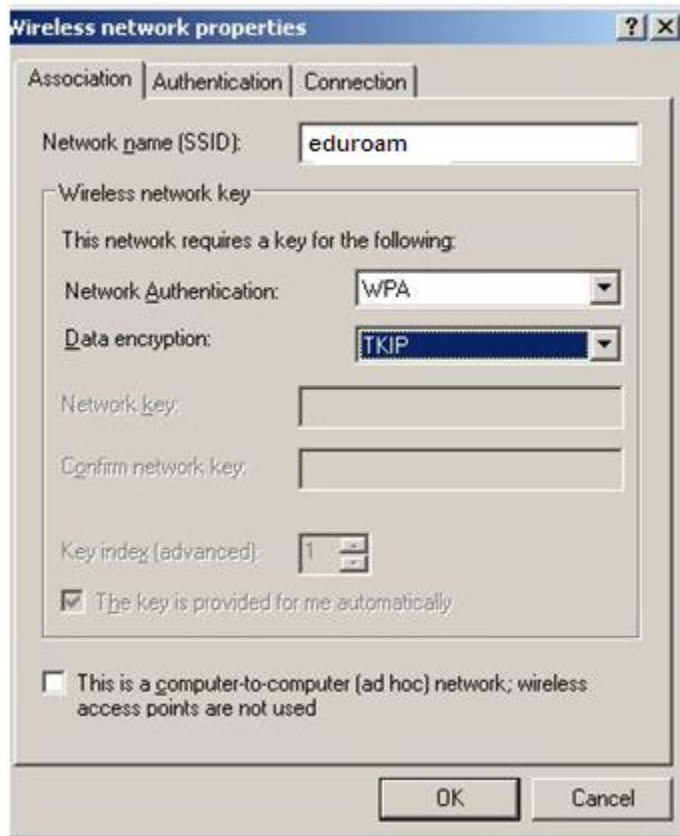 Wireless network properties
Association Authentication Connection
Network name (SSID): eduroam
Wireless network key
This network requires a key for the following:
Network Authentication: WPA
Data encryption: TKIP
Network key:
Confirm network key:
Key index (advanced): 1
The key is provided for me automatically
This is a computer-to-computer (ad hoc) network; wireless
access points are not used
OK Cancel